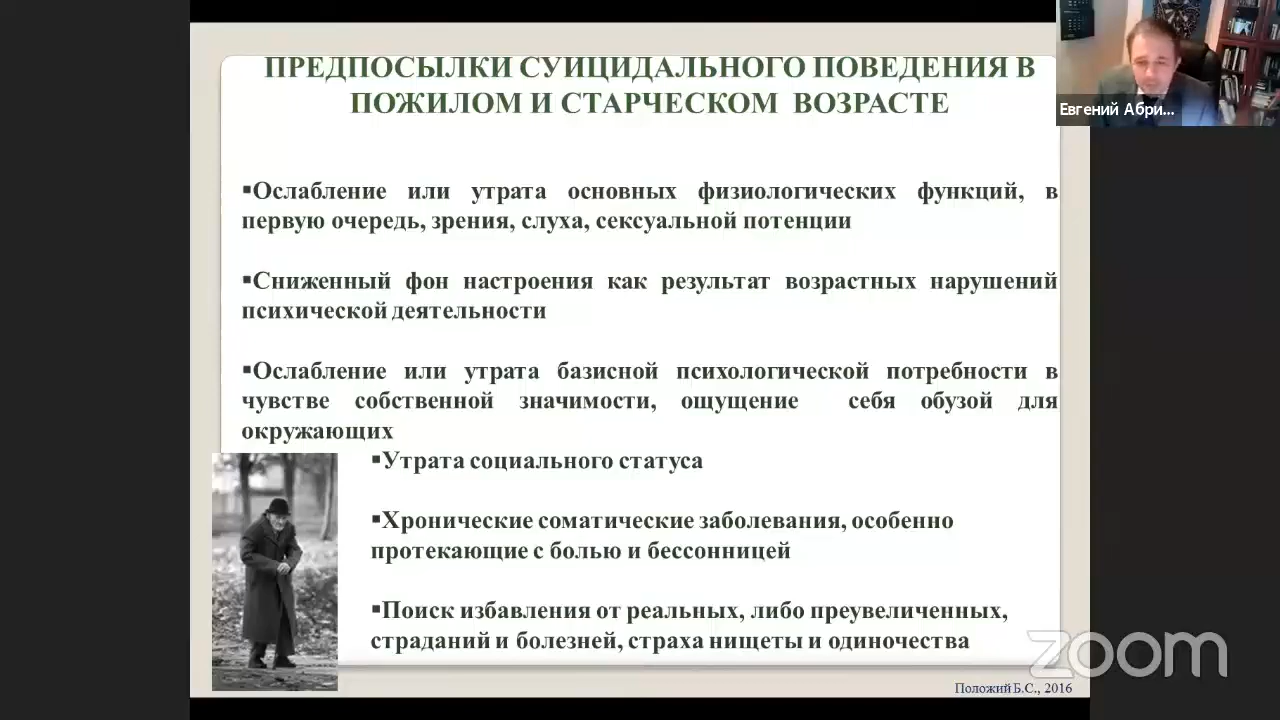 ПРЕДПОСЫЛКИ СУИЦИДАЛЬНОГО ПОВЕДЕНИЯ В
ПОЖИЛОМ И СТАРЧЕСКОМ ВОЗРАСТЕ
Евгений Абри...
▪Ослабление или утрата основных физиологических функций, в
первую очередь, зрения, слуха, сексуальной потенции
▪Сниженный фон настроения как результат возрастных нарушений
психической деятельности
▪Ослабление или утрата базисной психологической потребности в
чувстве собственной значимости, ощущение себя обузой для
окружающих
▪Утрата социального статуса
▪Хронические соматические заболевания, особенно
протекающие с болью и бессонницей
▪Поиск избавления от реальных, либо преувеличенных,
страданий и болезней, страха нищеты и одиночества
zoom
Положий Б.С., 2016